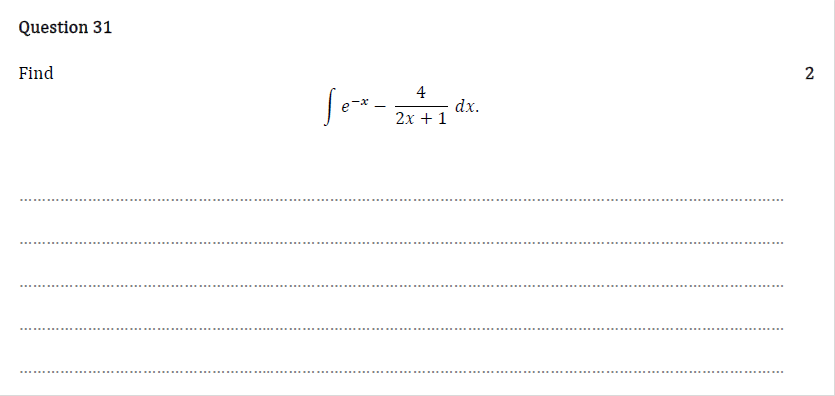 Question 31
Find 2
∫ e⁻ˣ − 4/(2x + 1) dx.